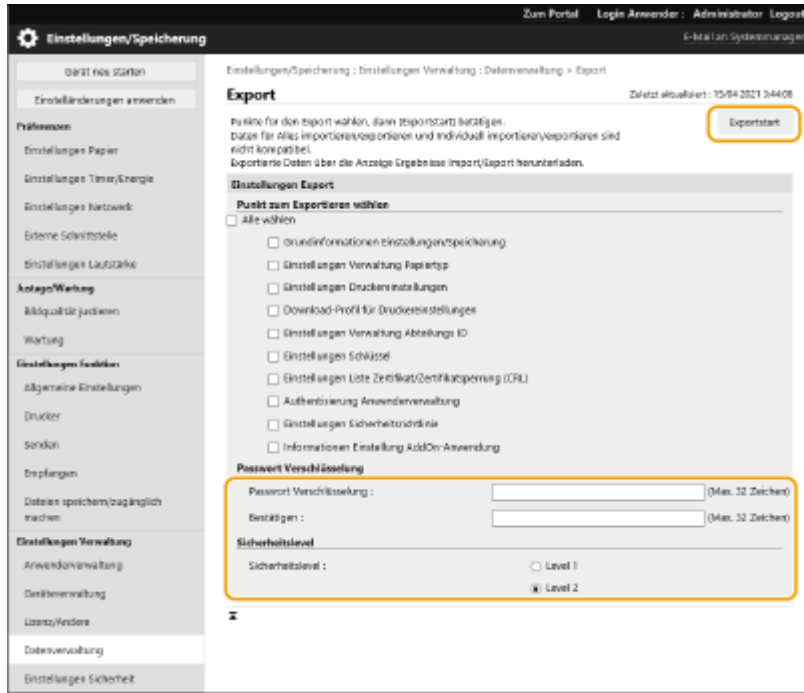 Zum Portal Login Anwender : Administrator Logout
Einstellungen/Speicherung
E-Mail an Systemmanager
Gerät neu starten
Einstelländerungen anwenden
Präferenzen
Einstellungen Papier
Einstellungen Timer/Energie
Einstellungen Netzwerk
Externe Schnittstelle
Einstellungen Lautstärke
Justage/Wartung
Bildqualität justieren
Wartung
Einstellungen Funktion
Allgemeine Einstellungen
Drucker
Senden
Empfangen
Dateien speichern/zugänglich
machen
Einstellungen Verwaltung
Anwenderverwaltung
Geräteverwaltung
Lizenz/Andere
Datenverwaltung
Einstellungen Sicherheit
Einstellungen/Speicherung : Einstellungen Verwaltung : Datenverwaltung > Export
Export
Zuletzt aktualisiert : 15/04 2021 3:44:08
Punkte für den Export wählen, dann [Exportstart] betätigen.
Daten für Alles importieren/exportieren und Individuell importieren/exportieren sind
nicht kompatibel.
Exportierte Daten über die Anzeige Ergebnisse Import/Export herunterladen.
Exportstart
Einstellungen Export
Punkt zum Exportieren wählen
Alle wählen
Grundinformationen Einstellungen/Speicherung
Einstellungen Verwaltung Papiertyp
Einstellungen Druckereinstellungen
Download-Profil für Druckereinstellungen
Einstellungen Verwaltung Abteilungs ID
Einstellungen Schlüssel
Einstellungen Liste Zertifikat/Zertifikatsperrung (CRL)
Authentisierung Anwenderverwaltung
Einstellungen Sicherheitsrichtlinie
Informationen Einstellung AddOn-Anwendung
Passwort Verschlüsselung
Passwort Verschlüsselung : (Max. 32 Zeichen)
Bestätigen : (Max. 32 Zeichen)
Sicherheitslevel
Sicherheitslevel : Level 1
Level 2